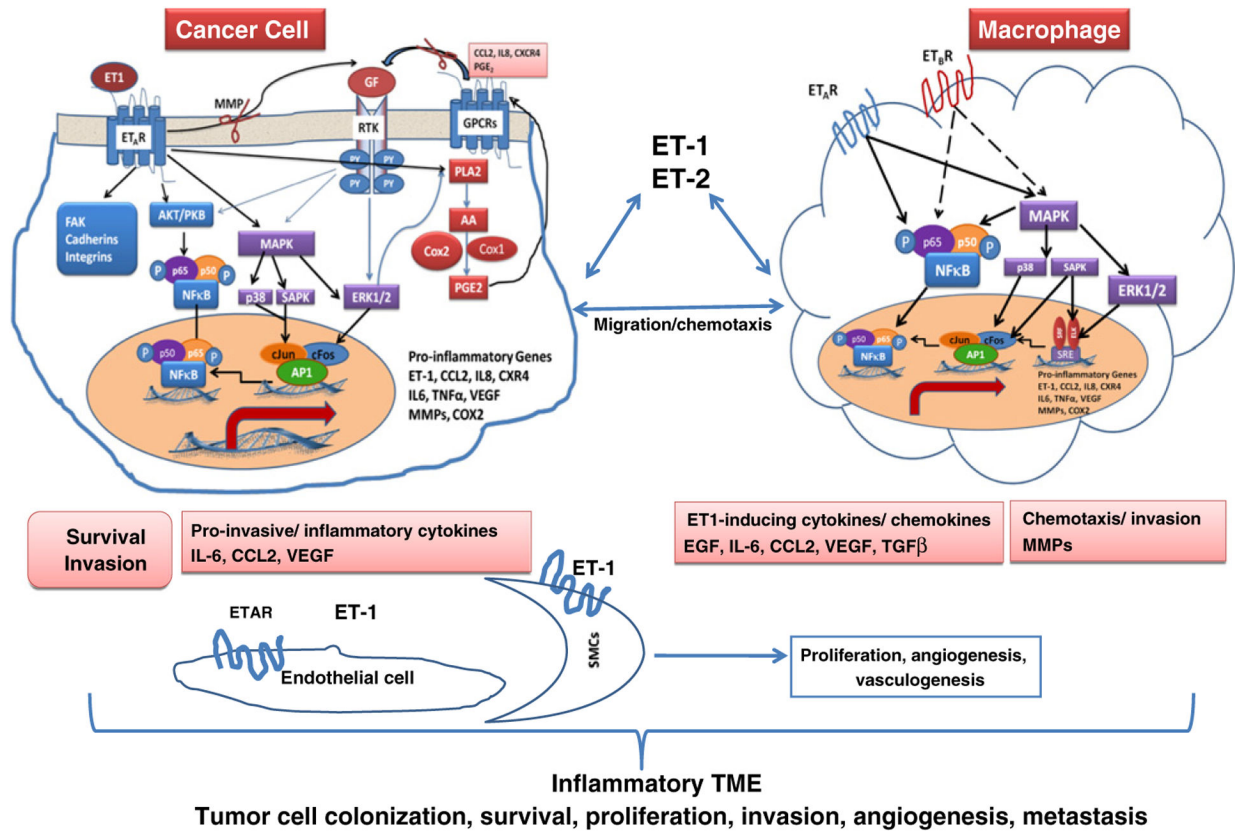 Cancer Cell
Macrophage
CCL2, IL8, CXCR4
PGE2
ET1
MMP
GF
ETAR
RTK
GPCRs
PY
PY
PY
PY
PLA2
FAK
Cadherins
Integrins
AKT/PKB
MAPK
AA
Cox2
Cox1
PGE2
P
p65
p50
P
NFκB
p38
SAPK
ERK1/2
P
p50
p65
P
NFκB
cJun
cFos
AP1
Pro-inflammatory Genes
ET-1, CCL2, IL8, CXR4
IL6, TNFα, VEGF
MMPs, COX2
ET-1
ET-2
Migration/chemotaxis
ETAR
ETBR
MAPK
P
p65
p50
P
NFκB
p38
SAPK
ERK1/2
P
p50
p65
P
NFκB
cJun
cFos
AP1
SRF
ELK
SRE
Pro-inflammatory Genes
ET-1, CCL2, IL8, CXR4
IL6, TNFα, VEGF
MMPs, COX2
Survival
Invasion
Pro-invasive/ inflammatory cytokines
IL-6, CCL2, VEGF
ET1-inducing cytokines/ chemokines
EGF, IL-6, CCL2, VEGF, TGFβ
Chemotaxis/ invasion
MMPs
ETAR
ET-1
Endothelial cell
ET-1
SMCs
Proliferation, angiogenesis,
vasculogenesis
Inflammatory TME
Tumor cell colonization, survival, proliferation, invasion, angiogenesis, metastasis